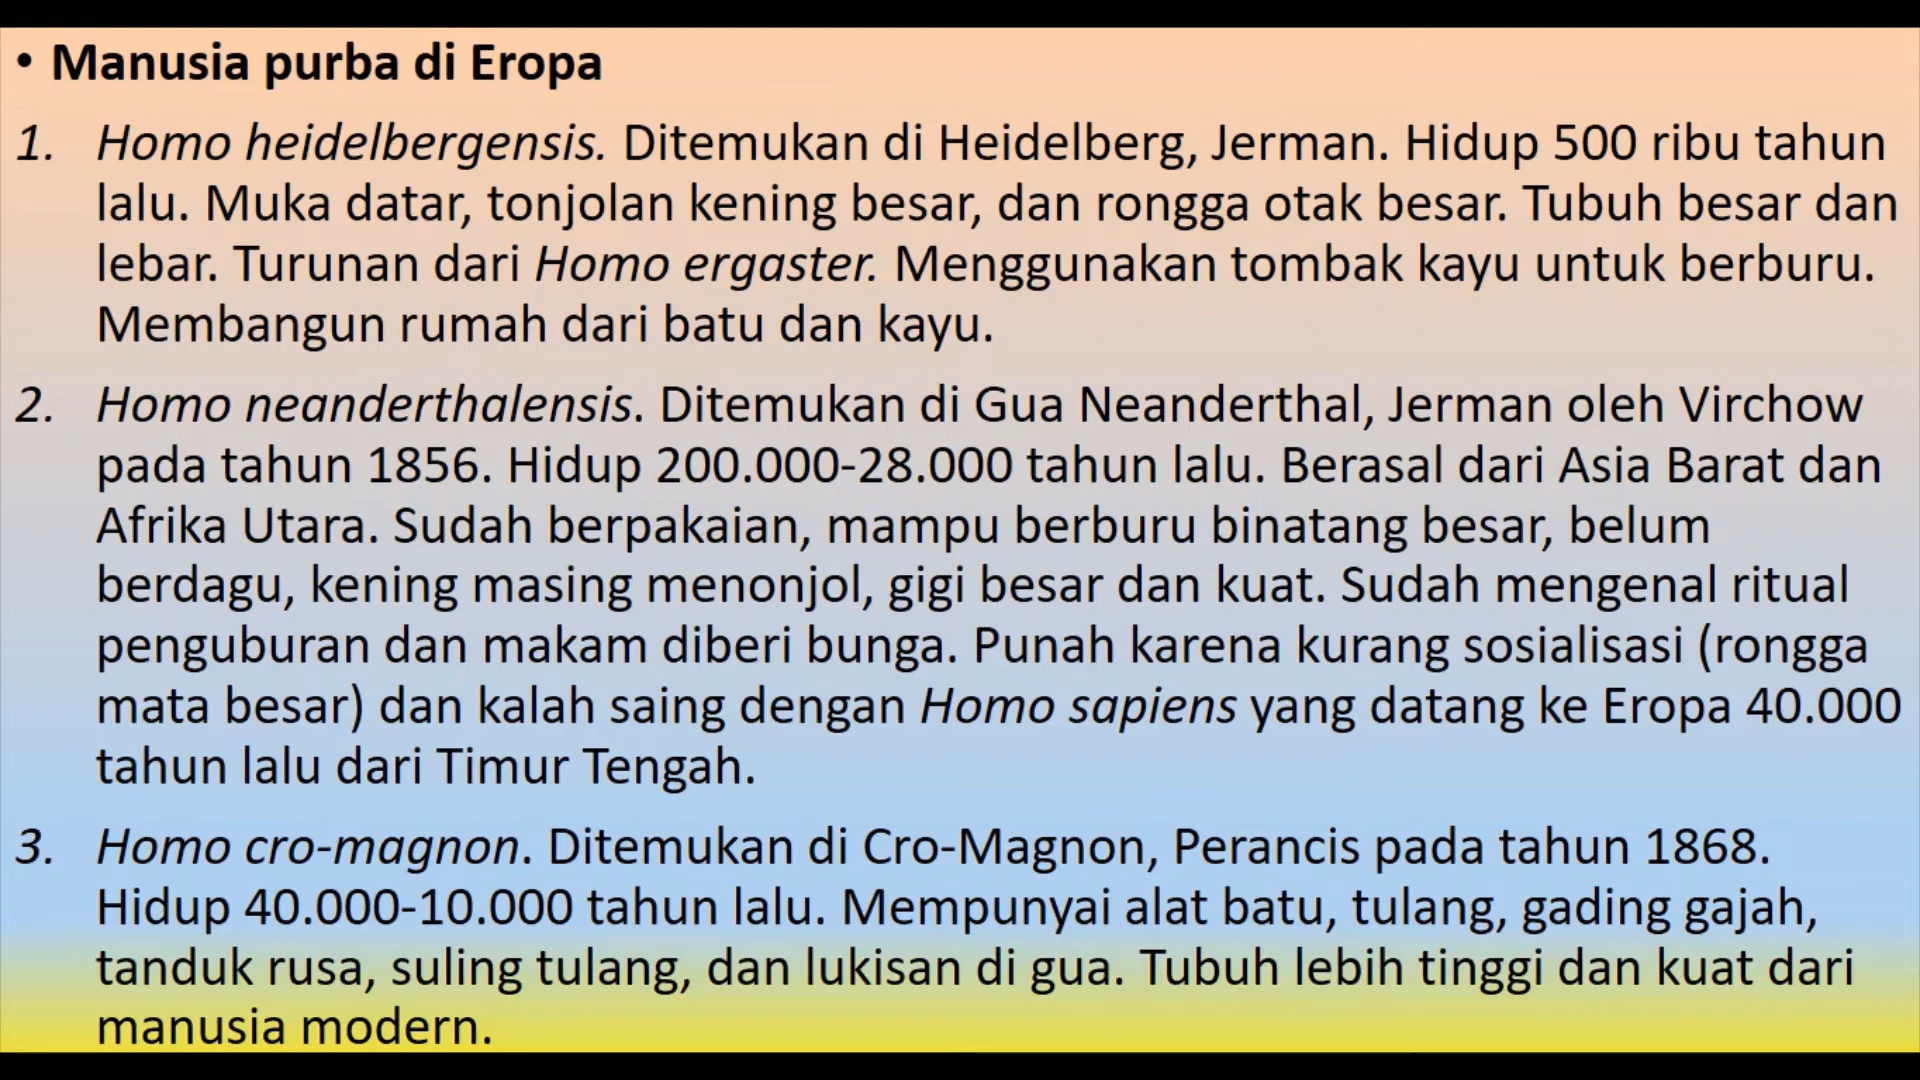 • Manusia purba di Eropa
1. Homo heidelbergensis. Ditemukan di Heidelberg, Jerman. Hidup 500 ribu tahun
lalu. Muka datar, tonjolan kening besar, dan rongga otak besar. Tubuh besar dan
lebar. Turunan dari Homo ergaster. Menggunakan tombak kayu untuk berburu.
Membangun rumah dari batu dan kayu.
2. Homo neanderthalensis. Ditemukan di Gua Neanderthal, Jerman oleh Virchow
pada tahun 1856. Hidup 200.000-28.000 tahun lalu. Berasal dari Asia Barat dan
Afrika Utara. Sudah berpakaian, mampu berburu binatang besar, belum
berdagu, kening masing menonjol, gigi besar dan kuat. Sudah mengenal ritual
penguburan dan makam diberi bunga. Punah karena kurang sosialisasi (rongga
mata besar) dan kalah saing dengan Homo sapiens yang datang ke Eropa 40.000
tahun lalu dari Timur Tengah.
3. Homo cro-magnon. Ditemukan di Cro-Magnon, Perancis pada tahun 1868.
Hidup 40.000-10.000 tahun lalu. Mempunyai alat batu, tulang, gading gajah,
tanduk rusa, suling tulang, dan lukisan di gua. Tubuh lebih tinggi dan kuat dari
manusia modern.